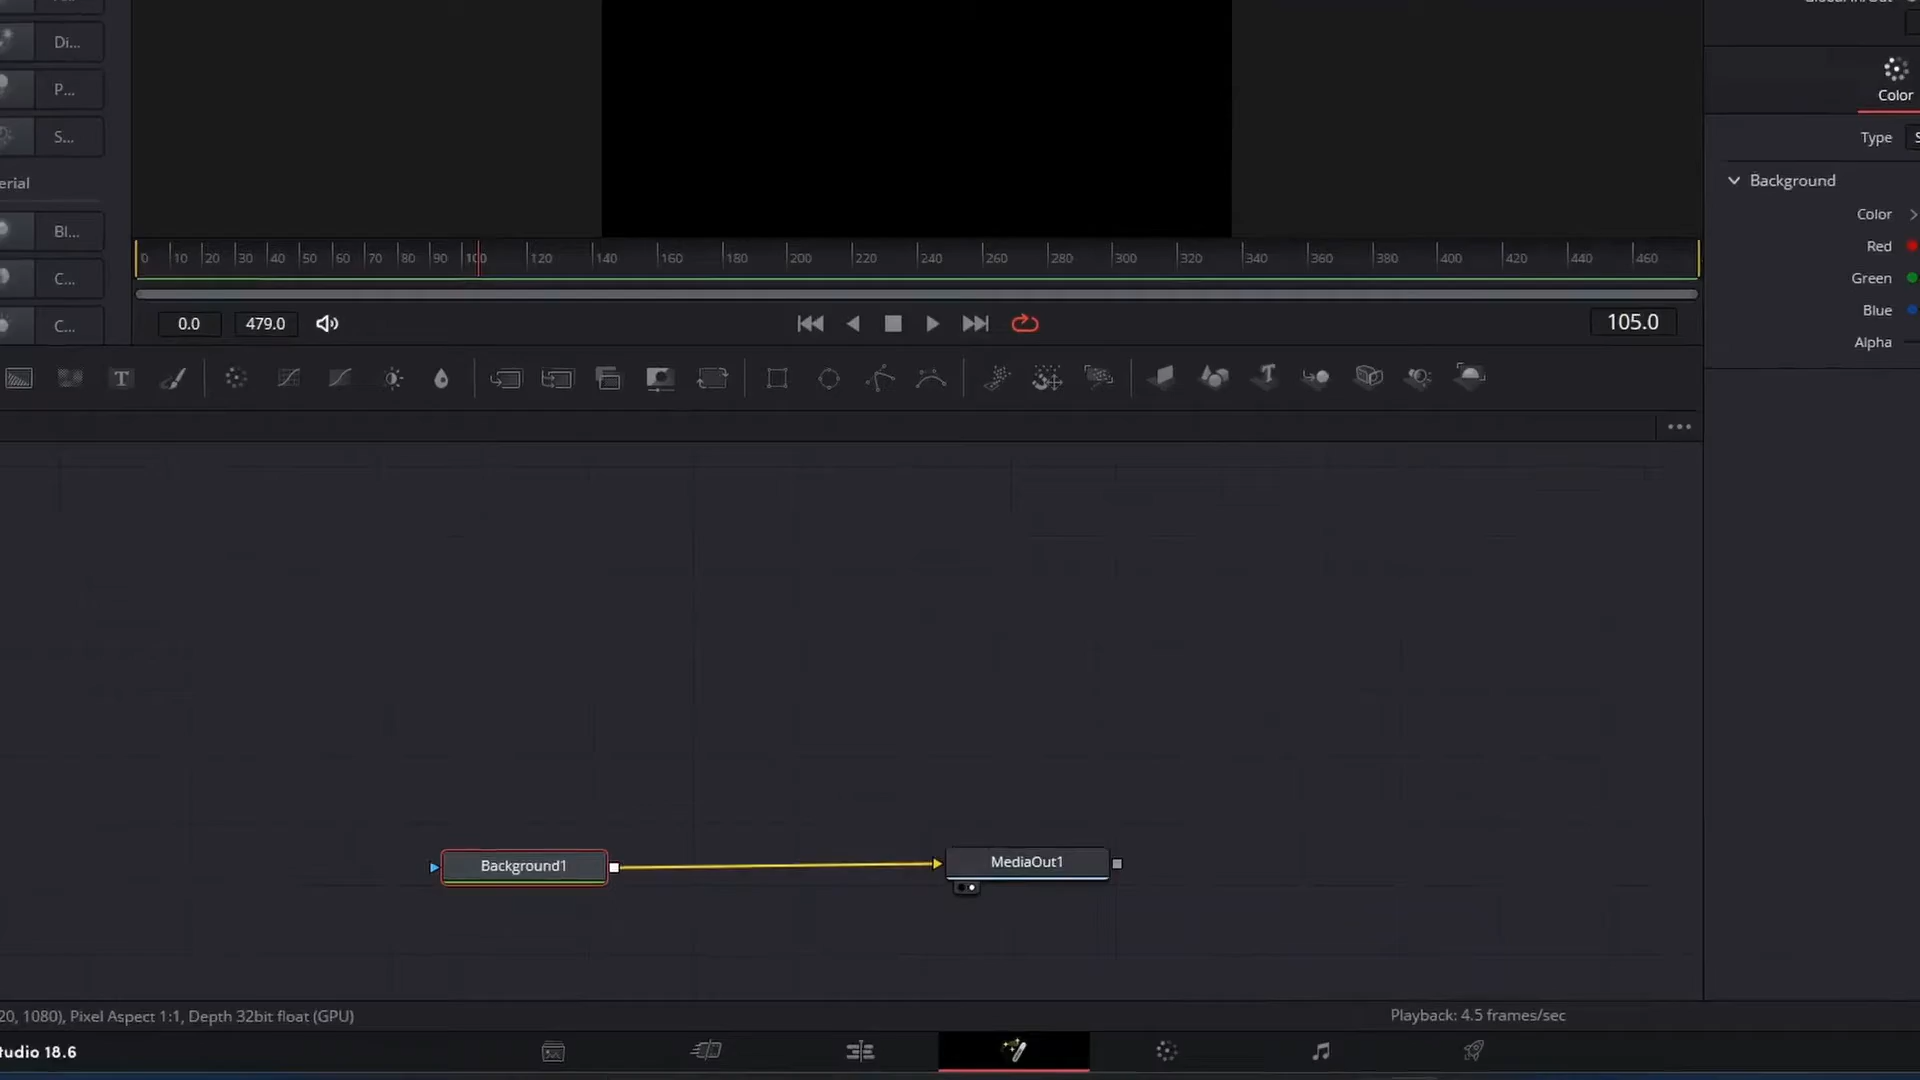 Di...
P...
S...
erial
Bl...
C...
C...
0 10 20 30 40 50 60 70 80 90 100 120 140 160 180 200 220 240 260 280 300 320 340 360 380 400 420 440 460
0.0 479.0
105.0
T
Color
Type
Background
Color
Red
Green
Blue
Alpha
Background1
MediaOut1
20, 1080), Pixel Aspect 1:1, Depth 32bit float (GPU)
Playback: 4.5 frames/sec
tudio 18.6